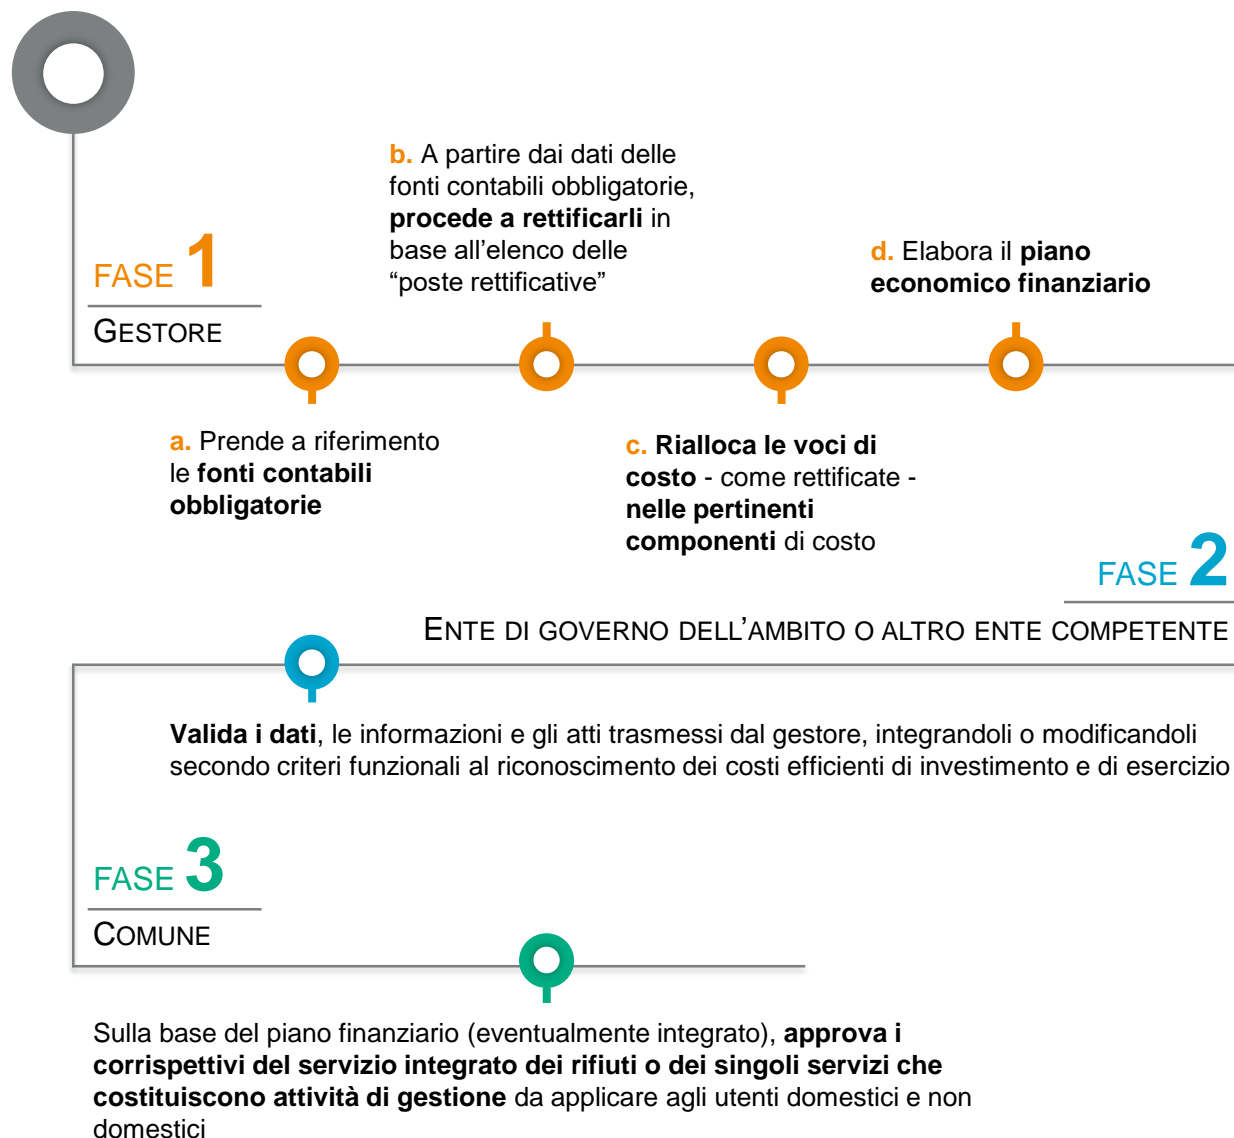 FASE 1
GESTORE
a. Prende a riferimento
le fonti contabili
obbligatorie
b. A partire dai dati delle
fonti contabili obbligatorie,
procede a rettificarli in
base all’elenco delle
“poste rettificative”
c. Rialloca le voci di
costo - come rettificate -
nelle pertinenti
componenti di costo
d. Elabora il piano
economico finanziario
FASE 2
ENTE DI GOVERNO DELL’AMBITO O ALTRO ENTE COMPETENTE
Valida i dati, le informazioni e gli atti trasmessi dal gestore, integrandoli o modificandoli
secondo criteri funzionali al riconoscimento dei costi efficienti di investimento e di esercizio
FASE 3
COMUNE
Sulla base del piano finanziario (eventualmente integrato), approva i
corrispettivi del servizio integrato dei rifiuti o dei singoli servizi che
costituiscono attività di gestione da applicare agli utenti domestici e non
domestici